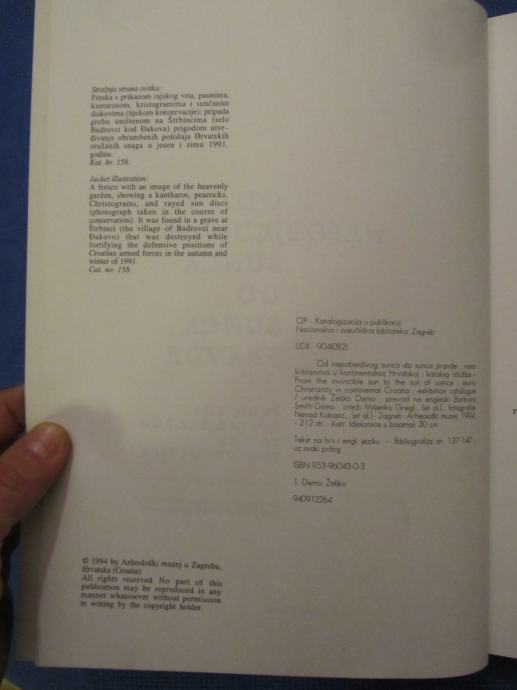 Stražnja strana ovitka:
Freska s prikazom rajskog vrta, paunima,
kantarosom, kristogramima i sunčanim
diskovima (tijekom konzervacije); pripada
grobu uništenom na Štrbincima (selo
Budrovci kod Đakova) prigodom utvr-
đivanja obrambenih položaja Hrvatskih
oružanih snaga u jesen i zimu 1991.
godine.
Kat. br. 158.
Jacket illustration:
A fresco with an image of the heavenly
garden, showing a kantharos, peacocks,
Christograms, and rayed sun discs
(photograph taken in the course of
conservation). It was found in a grave at
Štrbinci (the village of Budrovci near
Đakovo) that was destroyed while
fortifying the defensive positions of
Croatian armed forces in the autumn and
winter of 1991.
Cat. no. 158.
CIP - Katalogizacija u publikaciji
Nacionalna i sveučilišna biblioteka, Zagreb
UDK 904(082)
Od nepobjedivog sunca do sunca pravde : rano
kršćanstvo u kontinentalnoj Hrvatskoj : katalog izložbe =
From the invincible sun to the sun of justice : early
Christianity in continental Croatia : exhibition catalogue
/ urednik Željko Demo ; prevod na engleski Barbara
Smith-Demo ; crteži Miljenko Gregl... (et al.) ; fotografije
Nenad Kobasić... (et al.) - Zagreb : Arheološki muzej, 1994
- 212 str. : ilustr. (djelomice u bojama); 30 cm
Tekst na hrv i engl. jeziku. - Bibliografija str. 137-147 i
uz svaki prilog
ISBN 953-96043-0-3
1. Demo, Željko
940912264
© 1994 by Arheološki muzej u Zagrebu,
Hrvatska (Croatia)
All rights reserved. No part of this
publication may be reproduced in any
manner whatsoever without permission
in writing by the copyright holder.